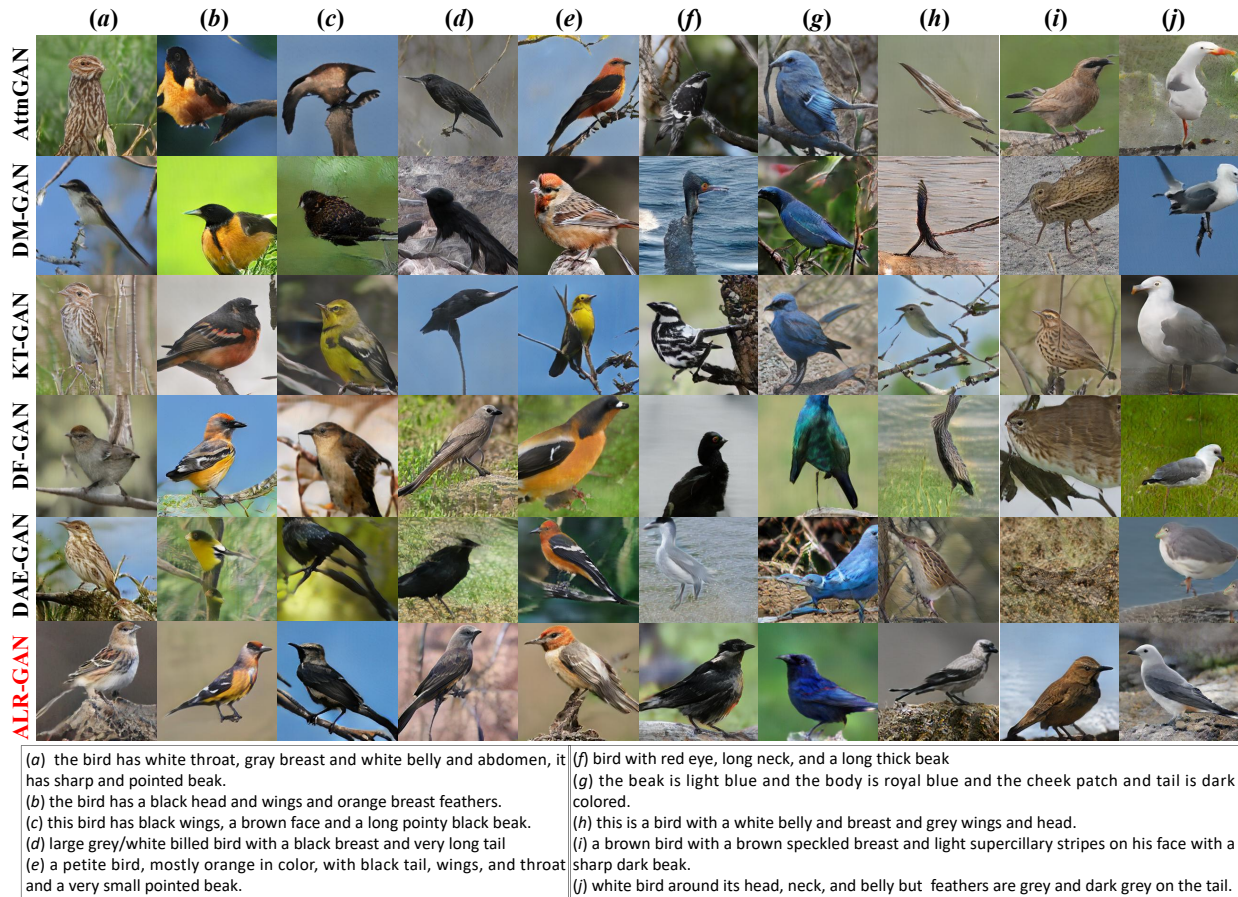 (a) (b) (c) (d) (e) (f) (g) (h) (i) (j)
AttnGAN
DM-GAN
KT-GAN
DF-GAN
DAE-GAN
ALR-GAN
(a) the bird has white throat, gray breast and white belly and abdomen, it
has sharp and pointed beak.
(b) the bird has a black head and wings and orange breast feathers.
(c) this bird has black wings, a brown face and a long pointy black beak.
(d) large grey/white billed bird with a black breast and very long tail
(e) a petite bird, mostly orange in color, with black tail, wings, and throat
and a very small pointed beak.
(f) bird with red eye, long neck, and a long thick beak
(g) the beak is light blue and the body is royal blue and the cheek patch and tail is dark
colored.
(h) this is a bird with a white belly and breast and grey wings and head.
(i) a brown bird with a brown speckled breast and light supercillary stripes on his face with a
sharp dark beak.
(j) white bird around its head, neck, and belly but feathers are grey and dark grey on the tail.